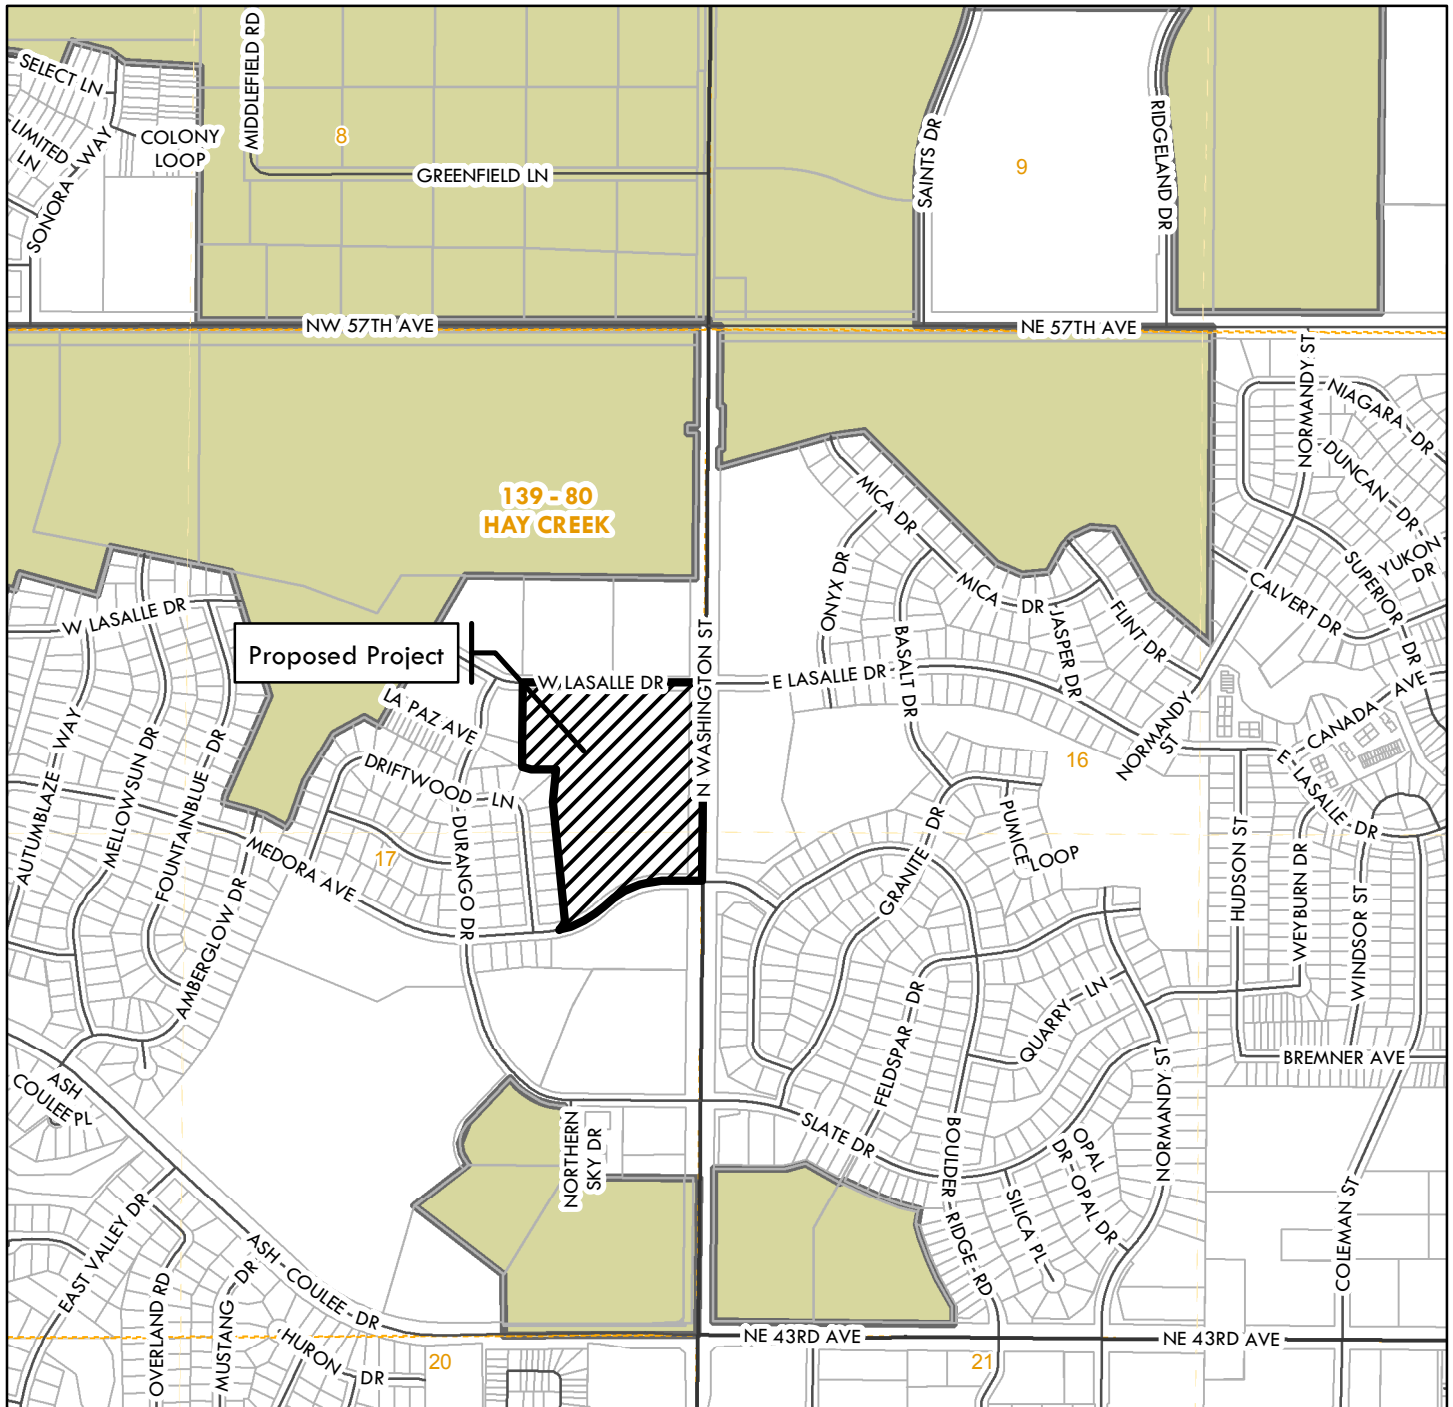 MIDDLEFIELD RD
SELECT LN
LIMITED
LN
SONORA WAY
COLONY
LOOP
8
GREENFIELD LN
SAINTS DR
9
RIDGELAND DR
NW 57TH AVE
NE 57TH AVE
NORMANDY ST
NIAGARA DR
DUNCAN DR
YUKON
DR
SUPERIOR DR
CALVERT DR
139 - 80
HAY CREEK
MICA DR
ONYX DR
MICA DR
BASALT DR
JASPER DR
FLINT DR
W LASALLE DR
Proposed Project
W LASALLE DR
N WASHINGTON ST
E LASALLE DR
NORMANDY
ST
CANADA AVE
E LASALLE DR
LA PAZ AVE
DRIFTWOOD LN
DURANGO DR
AUTUMBLAZE WAY
MELLOWSUN DR
FOUNTAINBLUE DR
AMBERGLOW DR
MEDORA AVE
17
16
PUMICE LOOP
GRANITE DR
HUDSON ST
WEYBURN DR
WINDSOR ST
FELDSPAR DR
QUARRY LN
BREMNER AVE
NORMANDY ST
ASH
COULEE PL
NORTHERN
SKY DR
SLATE DR
BOULDER RIDGE RD
OPAL
DR
OPAL DR
SILICA PL
COLEMAN ST
EAST VALLEY DR
OVERLAND RD
MUSTANG DR
ASH COULEE DR
HURON DR
NE 43RD AVE
NE 43RD AVE
20
21